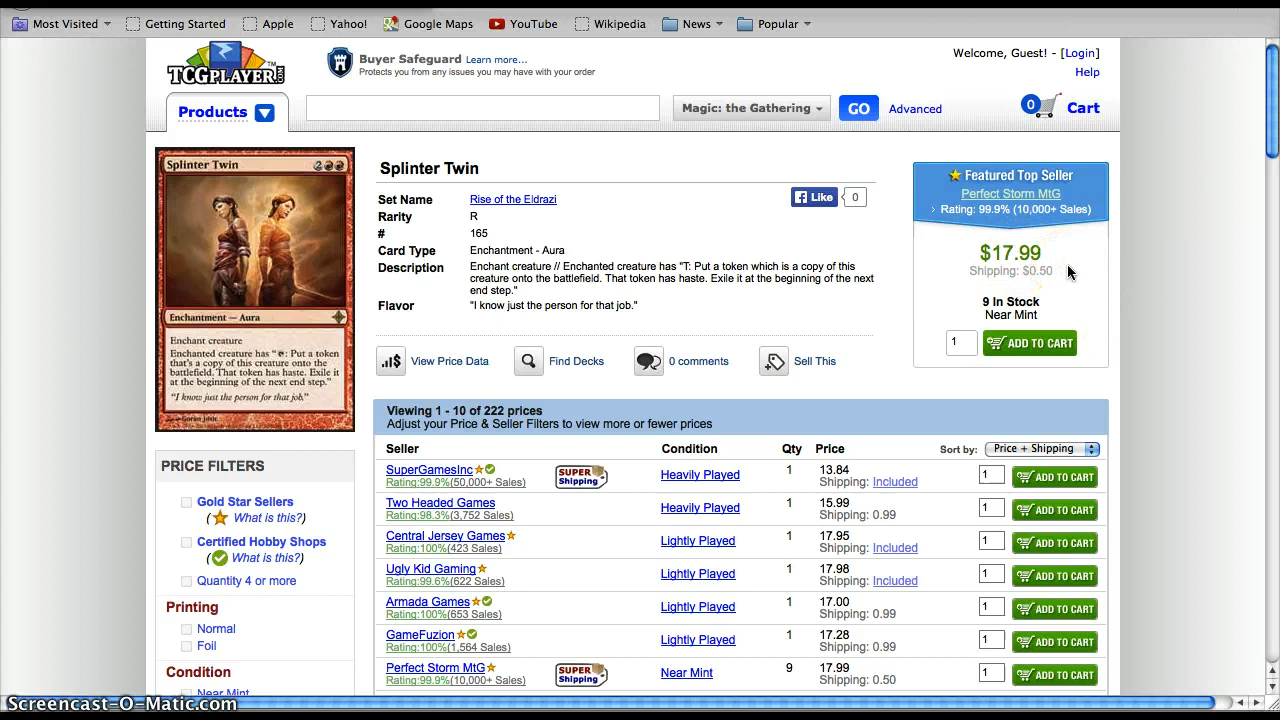 Most Visited
Getting Started
Apple
Yahoo!
Google Maps
YouTube
Wikipedia
News
Popular
TCGPLAYER.COM
Buyer Safeguard Learn more...
Protects you from any issues you may have with your order
Welcome, Guest! - [Login]
Help
Products
Magic: the Gathering
GO
Advanced
0
Cart
Splinter Twin
2
Enchantment — Aura
Enchant creature
Enchanted creature has "T: Put a token
that's a copy of this creature onto the
battlefield. That token has haste. Exile it
at the beginning of the next end step."
"I know just the person for that job."
Splinter Twin
Set Name Rise of the Eldrazi
Like 0
Rarity R
# 165
Card Type Enchantment - Aura
Description Enchant creature // Enchanted creature has "T: Put a token which is a copy of this
creature onto the battlefield. That token has haste. Exile it at the beginning of the next
end step."
Flavor "I know just the person for that job."
View Price Data
Find Decks
0 comments
Sell This
Featured Top Seller
Perfect Storm MtG
Rating: 99.9% (10,000+ Sales)
$17.99
Shipping: $0.50
9 In Stock
Near Mint
1 ADD TO CART
PRICE FILTERS
Gold Star Sellers
( What is this?)
Certified Hobby Shops
( What is this?)
Quantity 4 or more
Printing
Normal
Foil
Condition
Near Mint
Viewing 1 - 10 of 222 prices
Adjust your Price & Seller Filters to view more or fewer prices
Seller Condition Qty Price Sort by: Price + Shipping
SuperGamesInc SUPER Shipping Heavily Played 1 13.84 1 ADD TO CART
Rating:99.9%(50,000+ Sales) Shipping: Included
Two Headed Games Heavily Played 1 15.99 1 ADD TO CART
Rating:98.3%(3,752 Sales) Shipping: 0.99
Central Jersey Games Lightly Played 1 17.95 1 ADD TO CART
Rating:100%(423 Sales) Shipping: Included
Ugly Kid Gaming Lightly Played 1 17.98 1 ADD TO CART
Rating:99.6%(622 Sales) Shipping: Included
Armada Games Lightly Played 1 17.00 1 ADD TO CART
Rating:100%(653 Sales) Shipping: 0.99
GameFuzion Lightly Played 1 17.28 1 ADD TO CART
Rating:100%(1,564 Sales) Shipping: 0.99
Perfect Storm MtG SUPER Shipping Near Mint 9 17.99 1 ADD TO CART
Rating:99.9%(10,000+ Sales) Shipping: 0.50
Screencast-O-Matic.com